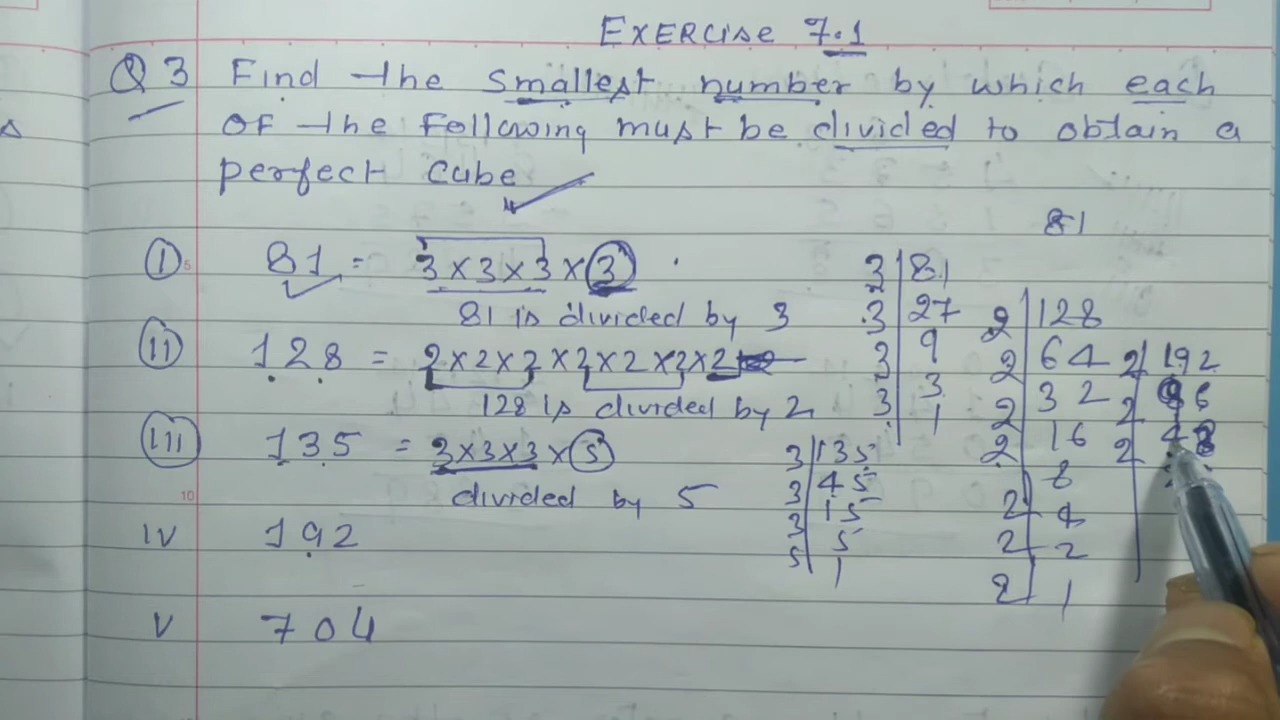 EXERCISE 7.1
Q3 Find the smallest number by which each
of the following must be divided to obtain a
perfect cube
81
(i) 81 = 3×3×3×3
81 is divided by 3
(ii) 128 = 2×2×2×2×2×2×2
128 is divided by 2
(iii) 135 = 3×3×3×5
divided by 5
iv 192
v 704
3 | 81
3 | 27
3 | 9
3 | 3
1
2 | 128
2 | 64
2 | 32
2 | 16
8
2 | 4
2 | 2
2 | 1
3 | 135
3 | 45
3 | 15
5 | 5
1
2 | 192
2 | 96
2 | 48
5
10